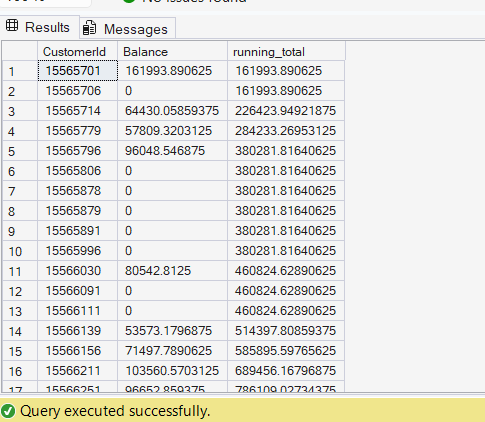 No issues found
Results Messages
CustomerId Balance running_total
1 15565701 161993.890625 161993.890625
2 15565706 0 161993.890625
3 15565714 64430.05859375 226423.94921875
4 15565779 57809.3203125 284233.26953125
5 15565796 96048.546875 380281.81640625
6 15565806 0 380281.81640625
7 15565878 0 380281.81640625
8 15565879 0 380281.81640625
9 15565891 0 380281.81640625
10 15565996 0 380281.81640625
11 15566030 80542.8125 460824.62890625
12 15566091 0 460824.62890625
13 15566111 0 460824.62890625
14 15566139 53573.1796875 514397.80859375
15 15566156 71497.7890625 585895.59765625
16 15566211 103560.5703125 689456.16796875
17 15566251 96652.859375 786109.02734375
Query executed successfully.